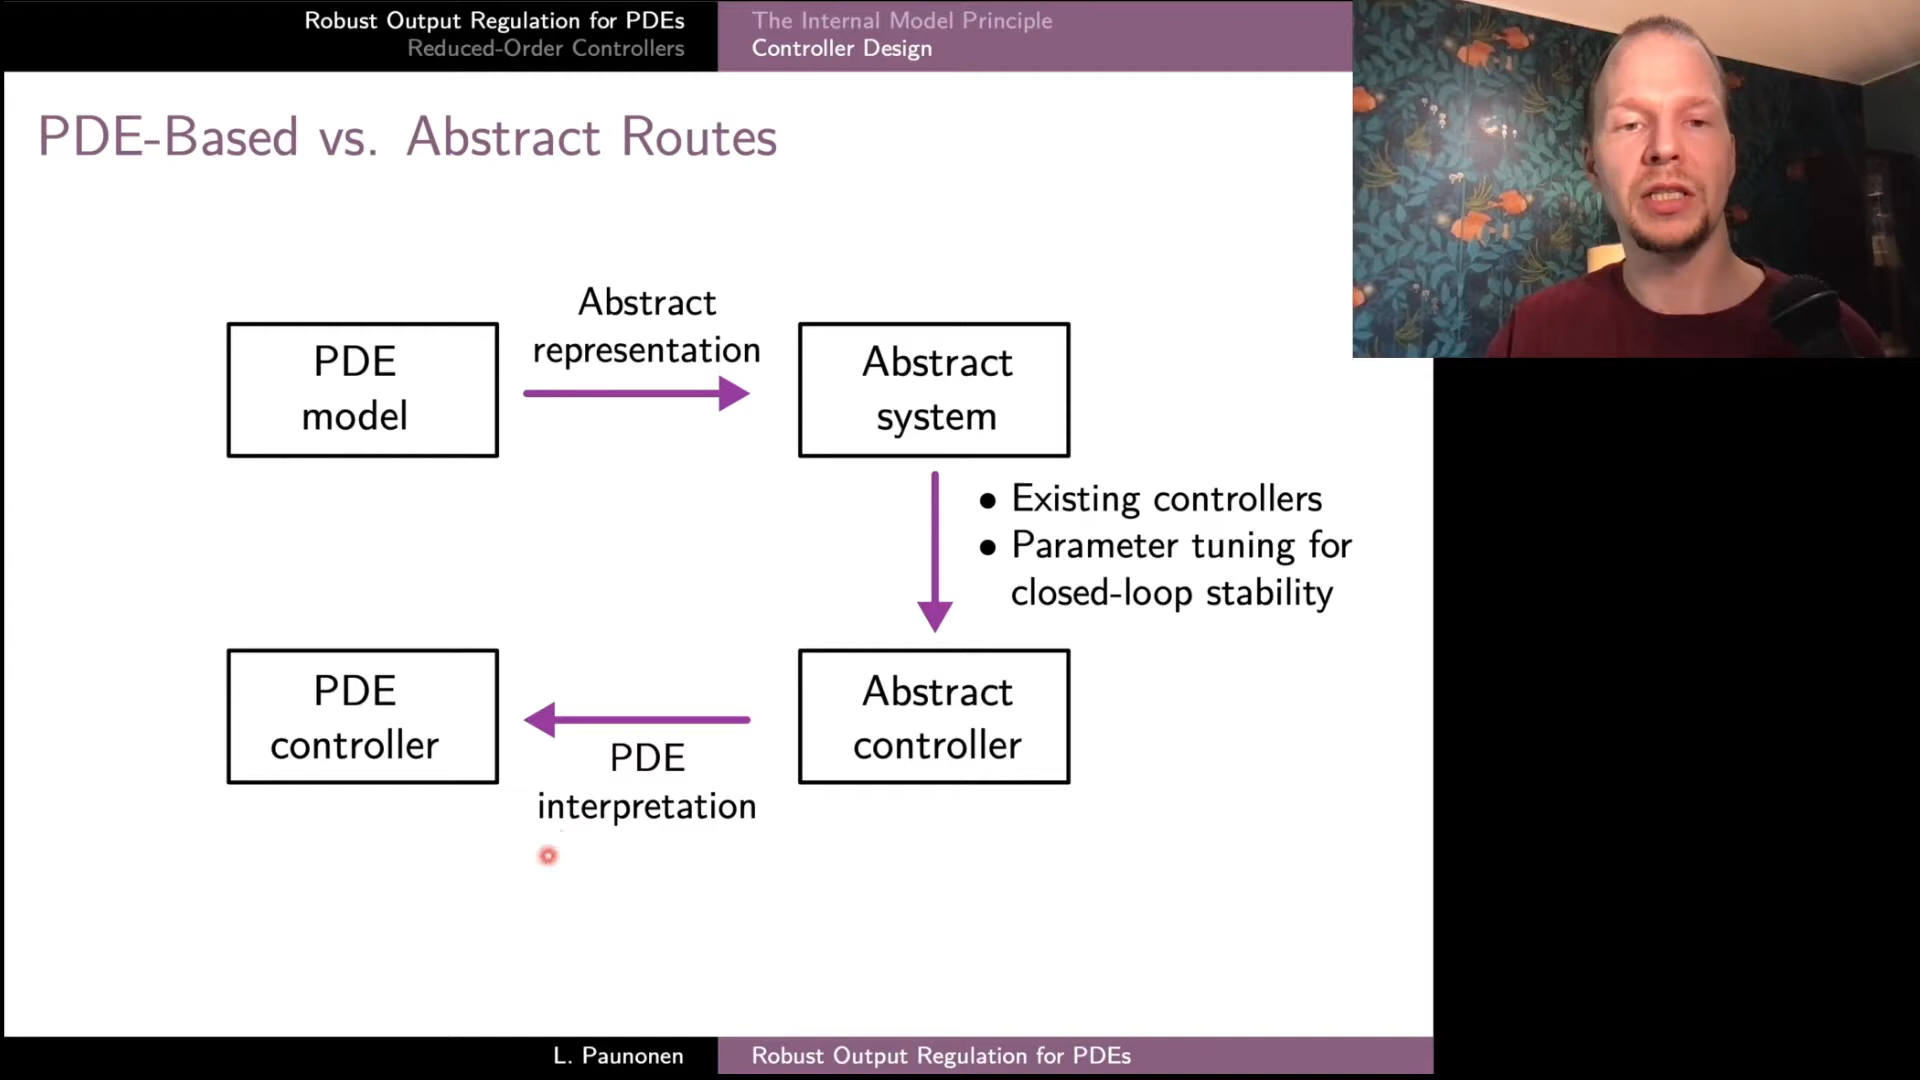 Robust Output Regulation for PDEs
Reduced-Order Controllers
The Internal Model Principle
Controller Design
PDE-Based vs. Abstract Routes
Abstract
representation
PDE
model
Abstract
system
• Existing controllers
• Parameter tuning for
closed-loop stability
PDE
controller
PDE
interpretation
Abstract
controller
L. Paunonen
Robust Output Regulation for PDEs